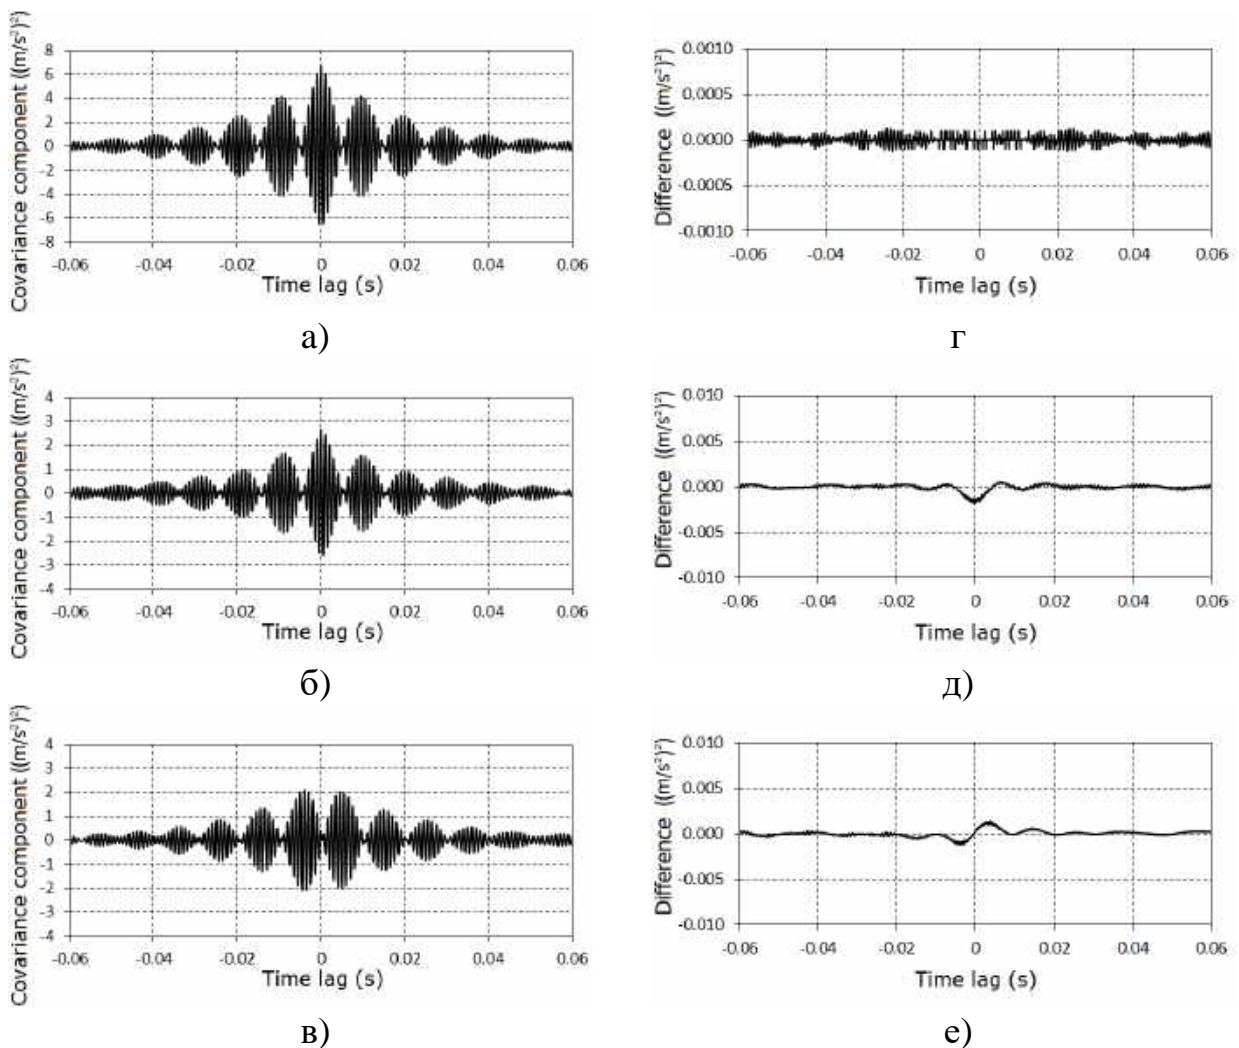 Covariance component ((m/s²)²)
8
6
4
2
0
-2
-4
-6
-8
-0.06 -0.04 -0.02 0 0.02 0.04 0.06
Time lag (s)
а)
Difference ((m/s²)²)
0.0010
0.0005
0.0000
-0.0005
-0.0010
-0.06 -0.04 -0.02 0 0.02 0.04 0.06
Time lag (s)
г
Covariance component ((m/s²)²)
4
3
2
1
0
-1
-2
-3
-4
-0.06 -0.04 -0.02 0 0.02 0.04 0.06
Time lag (s)
б)
Difference ((m/s²)²)
0.010
0.005
0.000
-0.005
-0.010
-0.06 -0.04 -0.02 0 0.02 0.04 0.06
Time lag (s)
д)
Covariance component ((m/s²)²)
4
3
2
1
0
-1
-2
-3
-4
-0.06 -0.04 -0.02 0 0.02 0.04 0.06
Time lag (s)
в)
Difference ((m/s²)²)
0.010
0.005
0.000
-0.005
-0.010
-0.06 -0.04 -0.02 0 0.02 0.04 0.06
Time lag (s)
е)